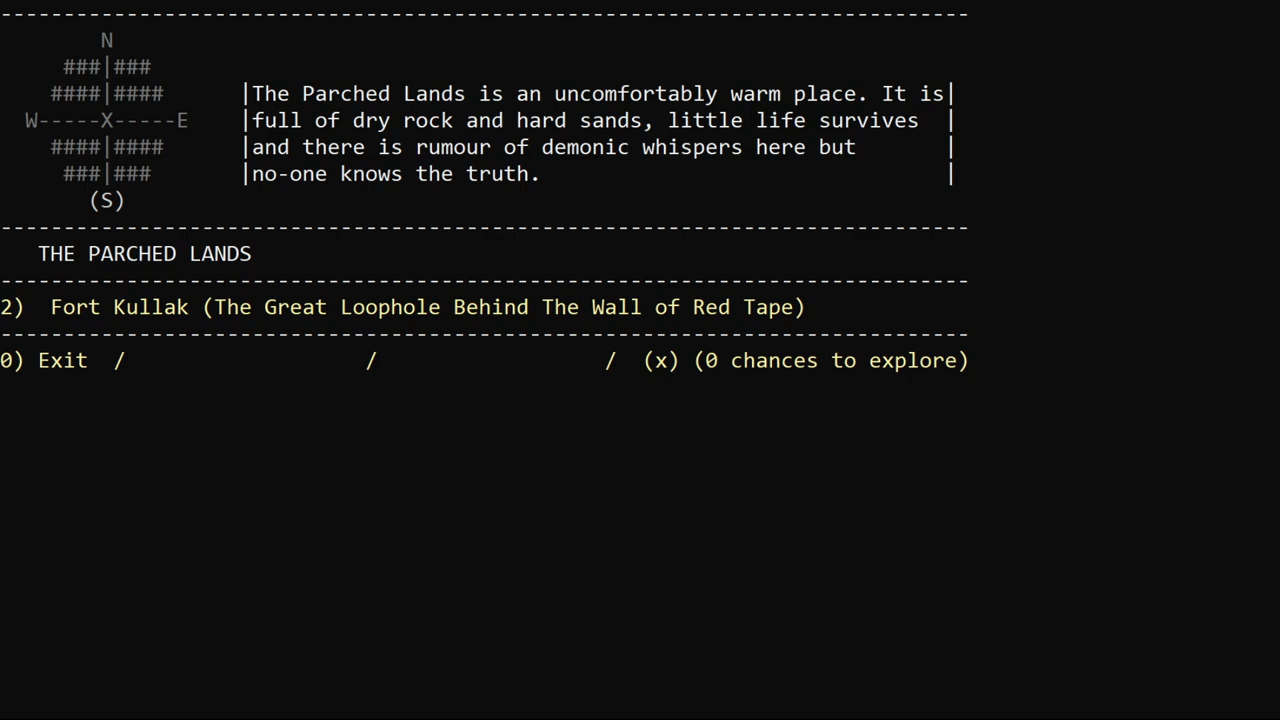 -----------------------------------------------------------------------------
N
###|###
####|####   |The Parched Lands is an uncomfortably warm place. It is|
W-----X-----E   |full of dry rock and hard sands, little life survives  |
####|####   |and there is rumour of demonic whispers here but       |
###|###   |no-one knows the truth.                                |
(S)
-----------------------------------------------------------------------------
THE PARCHED LANDS
-----------------------------------------------------------------------------
2)  Fort Kullak (The Great Loophole Behind The Wall of Red Tape)
-----------------------------------------------------------------------------
0) Exit  /                   /                  /  (x) (0 chances to explore)